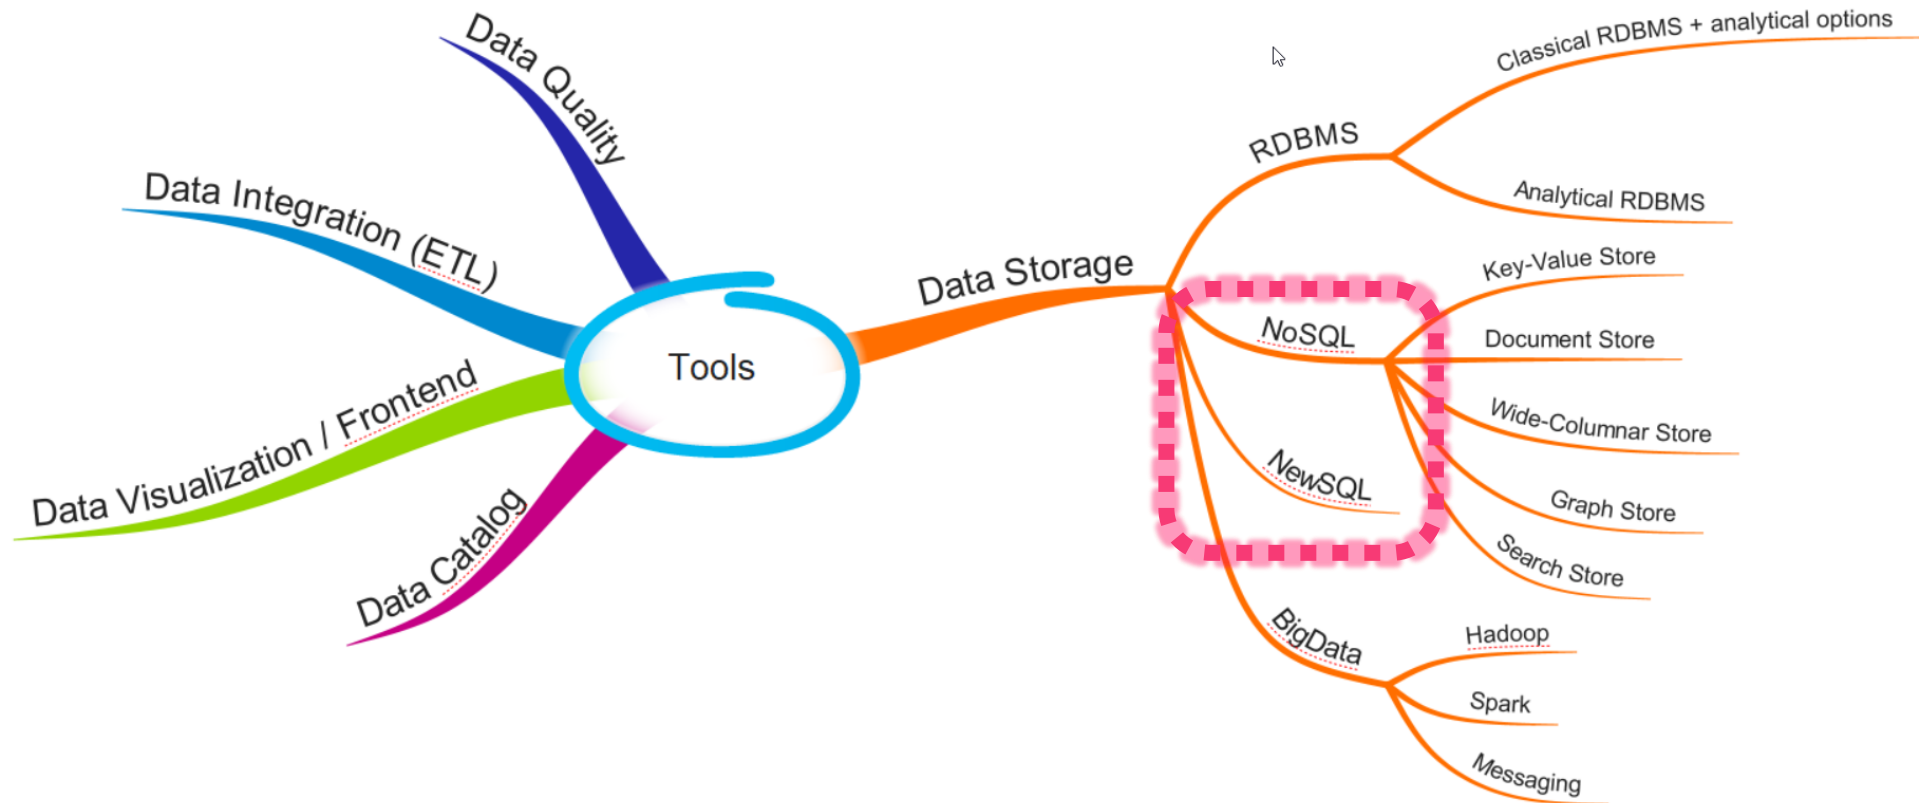 Tools
Data Quality
Data Integration (ETL)
Data Visualization / Frontend
Data Catalog
Data Storage
RDBMS
Classical RDBMS + analytical options
Analytical RDBMS
NoSQL
Key-Value Store
Document Store
Wide-Columnar Store
Graph Store
Search Store
NewSQL
BigData
Hadoop
Spark
Messaging